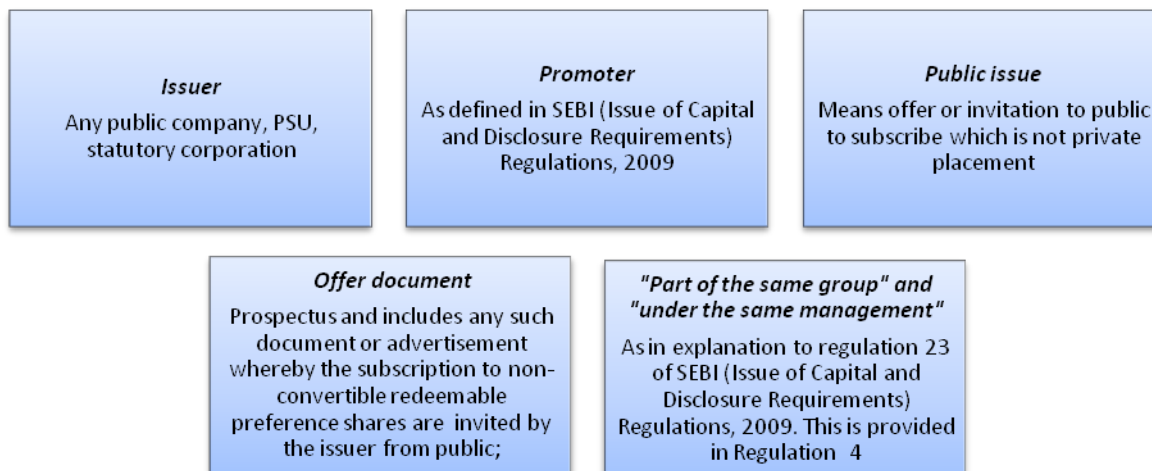 Issuer
Any public company, PSU,
statutory corporation
Promoter
As defined in SEBI (Issue of Capital
and Disclosure Requirements)
Regulations, 2009
Public issue
Means offer or invitation to public
to subscribe which is not private
placement
Offer document
Prospectus and includes any such
document or advertisement
whereby the subscription to non-
convertible redeemable
preference shares are invited by
the issuer from public;
"Part of the same group" and
"under the same management"
As in explanation to regulation 23
of SEBI (Issue of Capital and
Disclosure Requirements)
Regulations, 2009. This is provided
in Regulation 4